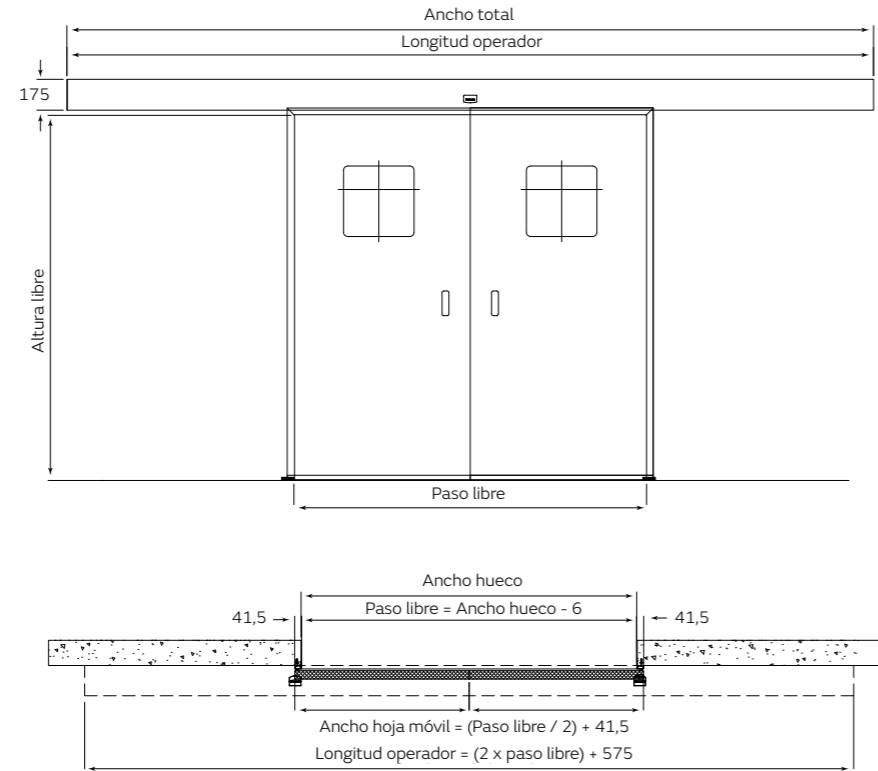 Ancho total
Longitud operador
175
Altura libre
Paso libre
Ancho hueco
41,5
Paso libre = Ancho hueco - 6
41,5
Ancho hoja móvil = (Paso libre / 2) + 41,5
Longitud operador = (2 x paso libre) + 575